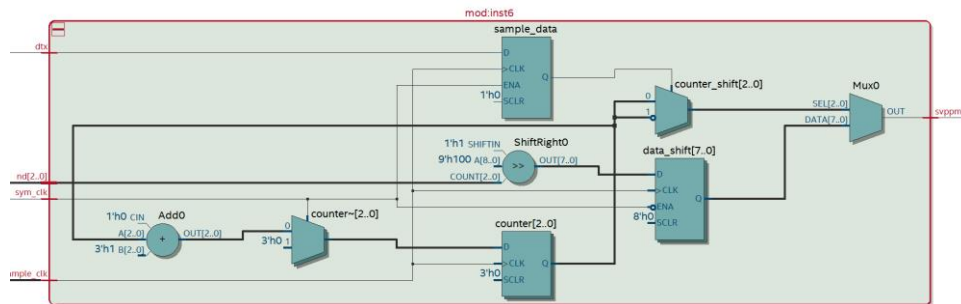 mod:inst6
sample_data
dtx
D
CLK
ENA
1'h0 SCLR
Q
counter_shift[2..0]
0
1
Mux0
SEL[2..0]
DATA[7..0]
OUT
svppm
ShiftRight0
1'h1 SHIFTIN
9'h100 A[8..0]
COUNT[2..0]
>>
OUT[7..0]
data_shift[7..0]
D
CLK
ENA
8'h0 SCLR
Q
nd[2..0]
sym_clk
Add0
1'h0 CIN
A[2..0]
3'h1 B[2..0]
+
OUT[2..0]
counter~[2..0]
0
3'h0 1
counter[2..0]
D
CLK
3'h0 SCLR
Q
mple_clk